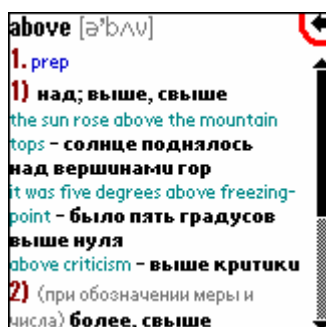 above [ə'bʌv]
1. prep
1) над; выше, свыше
the sun rose above the mountain
tops – солнце поднялось
над вершинами гор
it was five degrees above freezing-
point – было пять градусов
выше нуля
above criticism – выше критики
2) (при обозначении меры и
числа) более, свыше